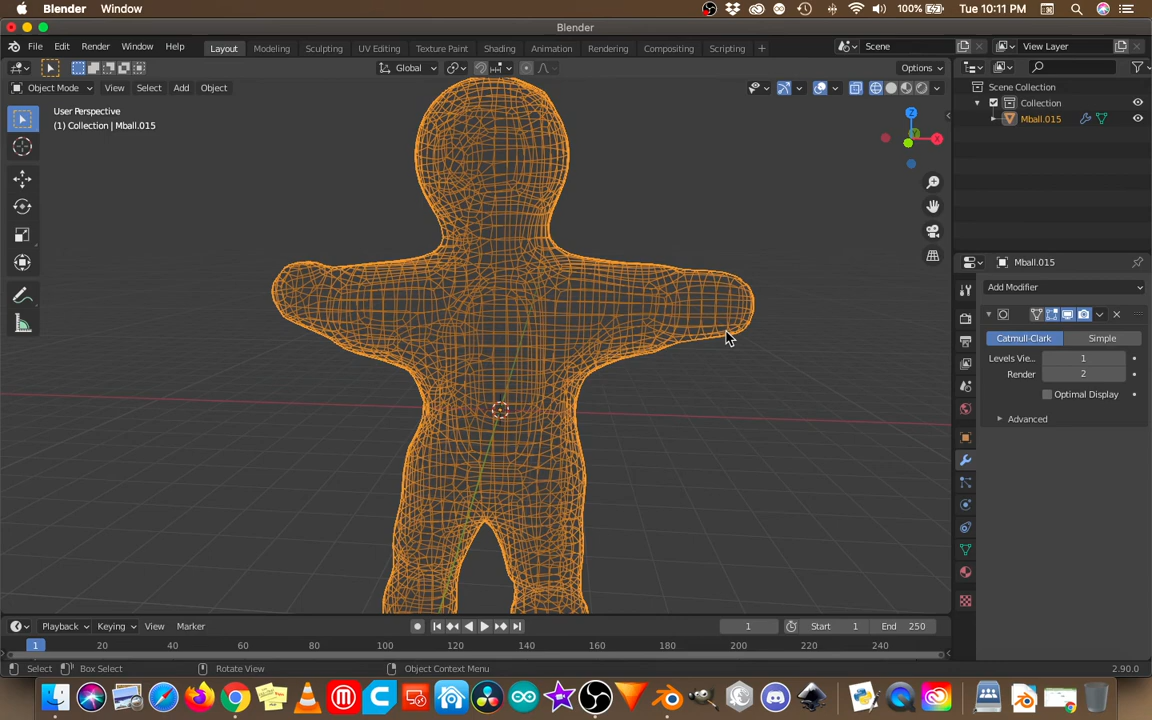 Blender Window 100% Tue 10:11 PM
Blender
File Edit Render Window Help Layout Modeling Sculpting UV Editing Texture Paint Shading Animation Rendering Compositing Scripting + Scene View Layer
Global Options
Object Mode View Select Add Object
User Perspective
(1) Collection | Mball.015
Scene Collection
Collection
Mball.015
X
Y
Z
Mball.015
Add Modifier
Catmull-Clark Simple
Levels Vie... 1
Render 2
Optimal Display
Advanced
Playback Keying View Marker 1 Start 1 End 250
1 20 40 60 80 100 120 140 160 180 200 220 240
Select Box Select Rotate View Object Context Menu 2.90.0